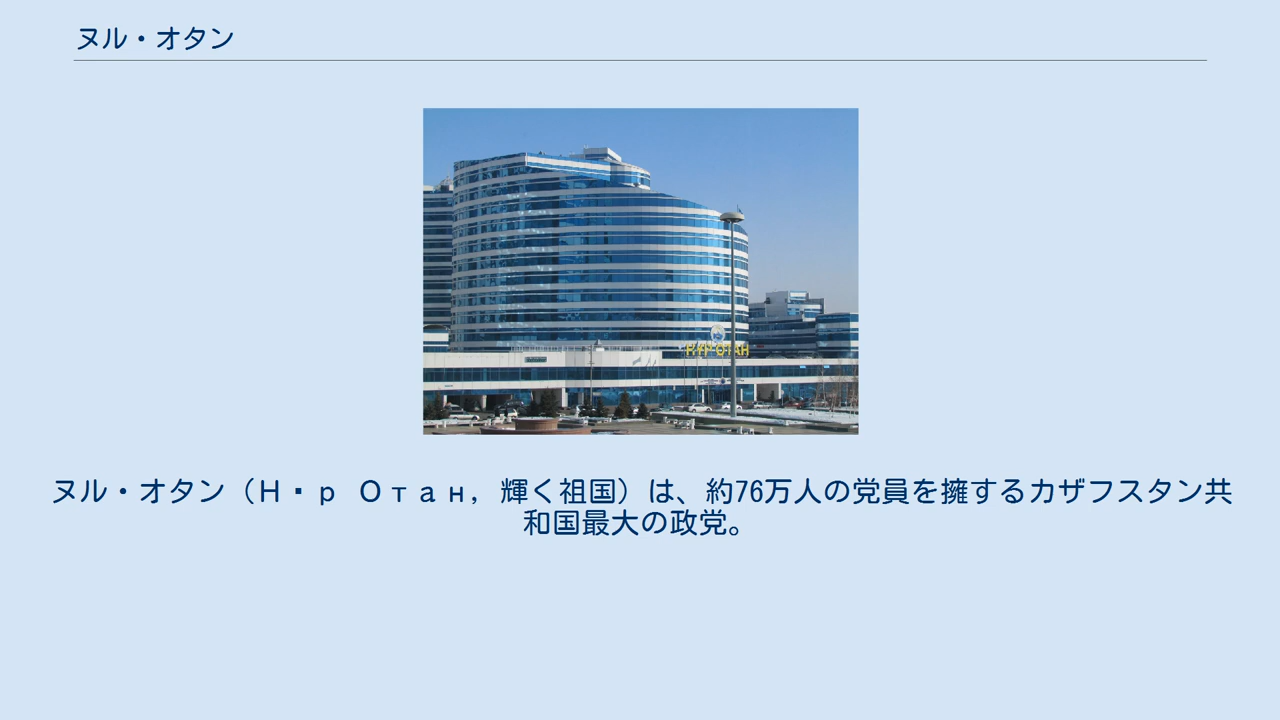 ヌル・オタン
НҰР ОТАН
ヌル・オタン（Н▪р Отан, 輝く祖国）は、約76万人の党員を擁するカザフスタン共
和国最大の政党。